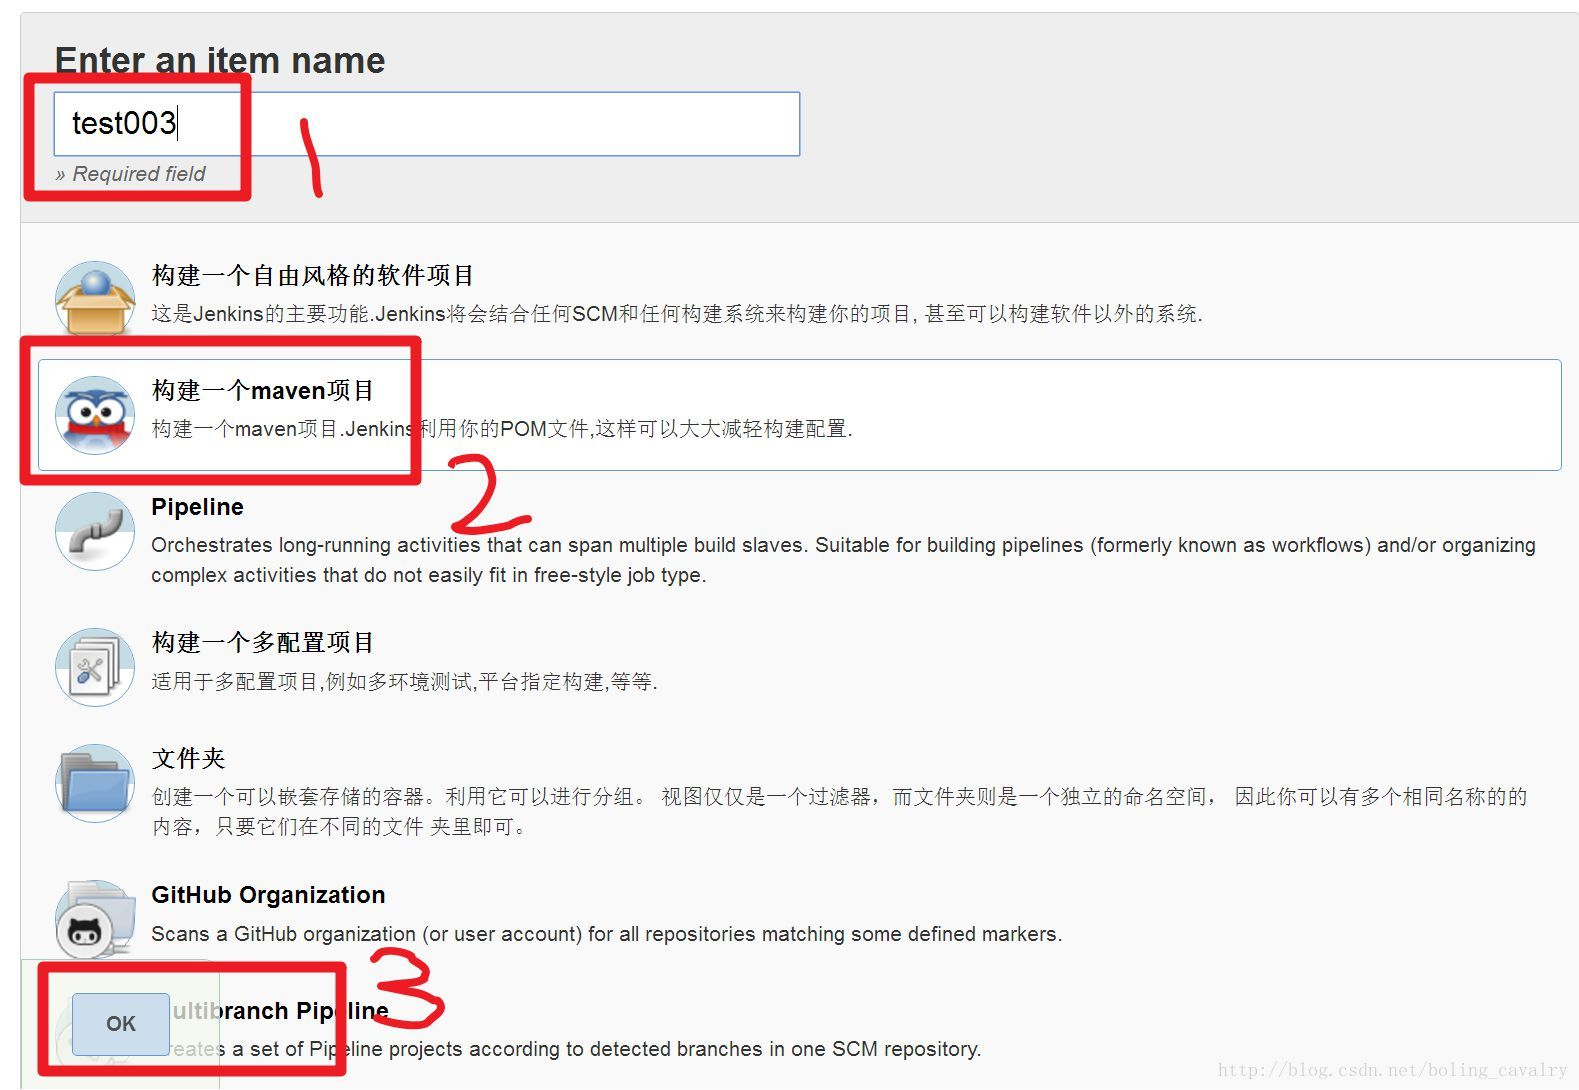 Enter an item name
test003
1
» Required field
构建一个自由风格的软件项目
这是Jenkins的主要功能.Jenkins将会结合任何SCM和任何构建系统来构建你的项目, 甚至可以构建软件以外的系统.
构建一个maven项目
构建一个maven项目.Jenkins利用你的POM文件,这样可以大大减轻构建配置.
2
Pipeline
Orchestrates long-running activities that can span multiple build slaves. Suitable for building pipelines (formerly known as workflows) and/or organizing
complex activities that do not easily fit in free-style job type.
构建一个多配置项目
适用于多配置项目,例如多环境测试,平台指定构建,等等.
文件夹
创建一个可以嵌套存储的容器。利用它可以进行分组。 视图仅仅是一个过滤器，而文件夹则是一个独立的命名空间， 因此你可以有多个相同名称的的
内容，只要它们在不同的文件 夹里即可。
GitHub Organization
Scans a GitHub organization (or user account) for all repositories matching some defined markers.
3
OK
ultibranch Pipeline
reates a set of Pipeline projects according to detected branches in one SCM repository.
http://blog.csdn.net/boling_cavalry